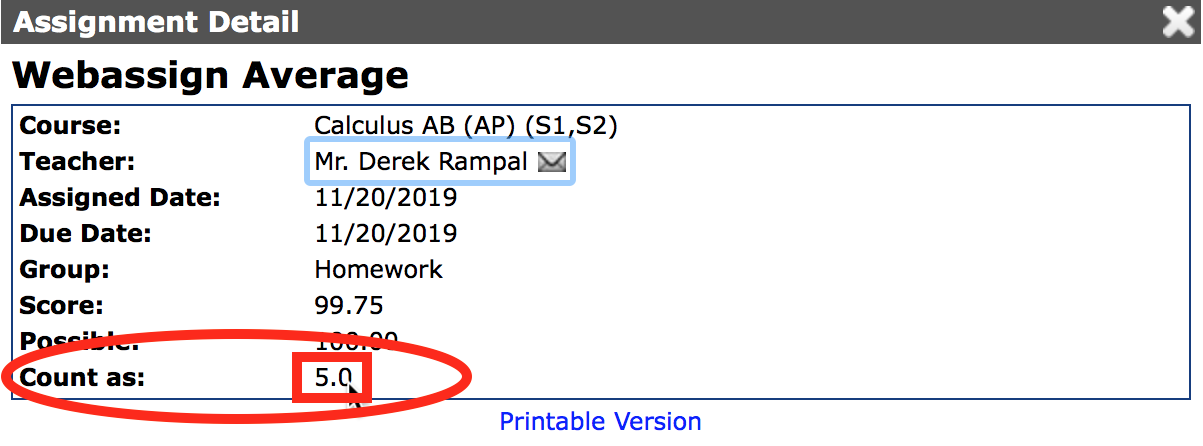 Assignment Detail
Webassign Average
Course: Calculus AB (AP) (S1,S2)
Teacher: Mr. Derek Rampal
Assigned Date: 11/20/2019
Due Date: 11/20/2019
Group: Homework
Score: 99.75
Possible: 100.00
Count as: 5.0
Printable Version